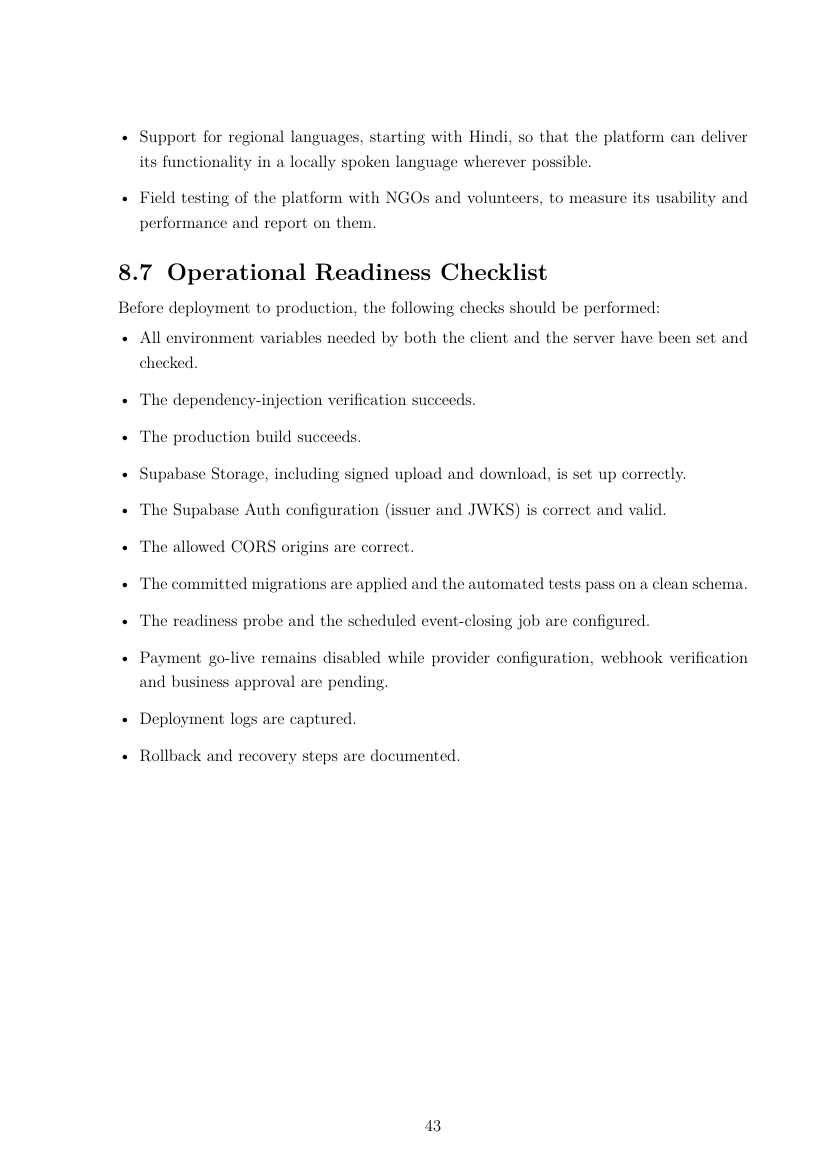 • Support for regional languages, starting with Hindi, so that the platform can deliver
its functionality in a locally spoken language wherever possible.
• Field testing of the platform with NGOs and volunteers, to measure its usability and
performance and report on them.
8.7 Operational Readiness Checklist
Before deployment to production, the following checks should be performed:
• All environment variables needed by both the client and the server have been set and
checked.
• The dependency-injection verification succeeds.
• The production build succeeds.
• Supabase Storage, including signed upload and download, is set up correctly.
• The Supabase Auth configuration (issuer and JWKS) is correct and valid.
• The allowed CORS origins are correct.
• The committed migrations are applied and the automated tests pass on a clean schema.
• The readiness probe and the scheduled event-closing job are configured.
• Payment go-live remains disabled while provider configuration, webhook verification
and business approval are pending.
• Deployment logs are captured.
• Rollback and recovery steps are documented.
43